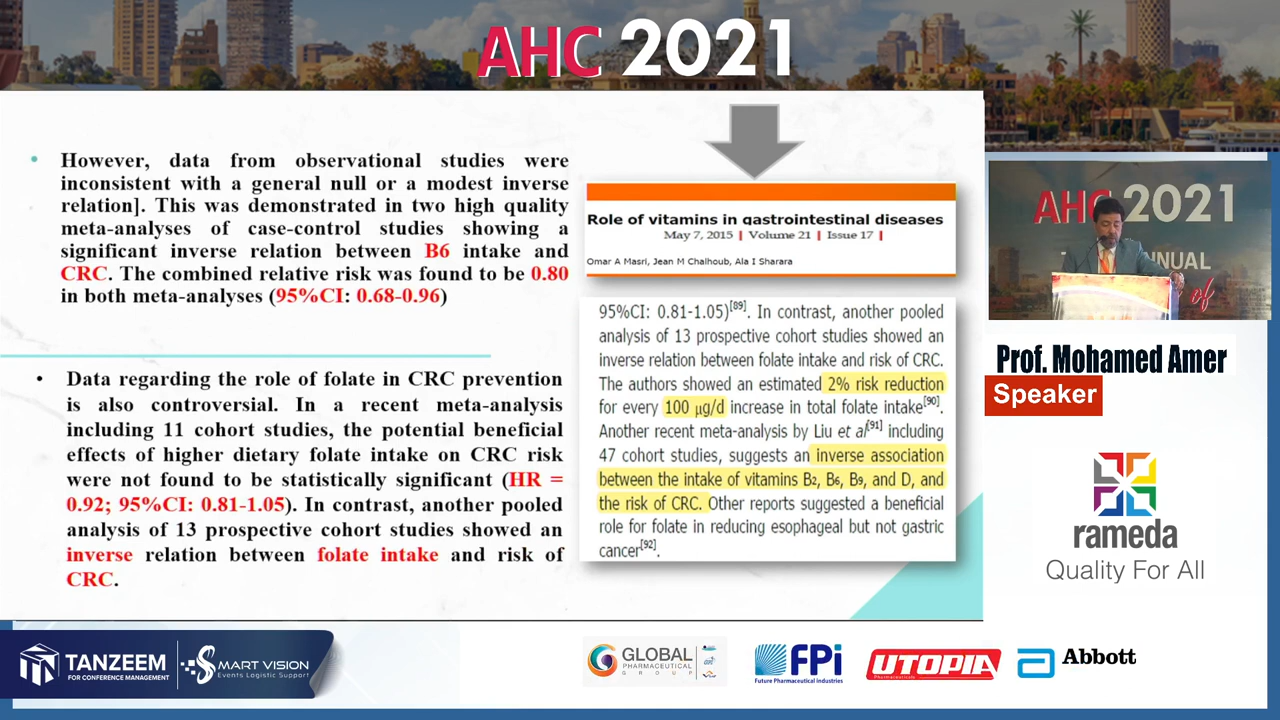 AHC 2021
• However, data from observational studies were
inconsistent with a general null or a modest inverse
relation]. This was demonstrated in two high quality
meta-analyses of case-control studies showing a
significant inverse relation between B6 intake and
CRC. The combined relative risk was found to be 0.80
in both meta-analyses (95%CI: 0.68-0.96)
• Data regarding the role of folate in CRC prevention
is also controversial. In a recent meta-analysis
including 11 cohort studies, the potential beneficial
effects of higher dietary folate intake on CRC risk
were not found to be statistically significant (HR =
0.92; 95%CI: 0.81-1.05). In contrast, another pooled
analysis of 13 prospective cohort studies showed an
inverse relation between folate intake and risk of
CRC.
Role of vitamins in gastrointestinal diseases
May 7, 2015 | Volume 21 | Issue 17 |
Omar A Masri, Jean M Chalhoub, Ala I Sharara
95%CI: 0.81-1.05)[89]. In contrast, another pooled
analysis of 13 prospective cohort studies showed an
inverse relation between folate intake and risk of CRC.
The authors showed an estimated 2% risk reduction
for every 100 μg/d increase in total folate intake[90].
Another recent meta-analysis by Liu et al[91] including
47 cohort studies, suggests an inverse association
between the intake of vitamins B2, B6, B9, and D, and
the risk of CRC. Other reports suggested a beneficial
role for folate in reducing esophageal but not gastric
cancer[92].
AHC 2021
NUAL
of
Prof. Mohamed Amer
Speaker
rameda
Quality For All
TANZEEM
FOR CONFERENCE MANAGEMENT
SMART VISION
Events Logistic Support
GLOBAL
PHARMACEUTICAL
GROUP
FPi
Future Pharmaceutical Industries
UTOPIA
Pharmaceuticals
Abbott